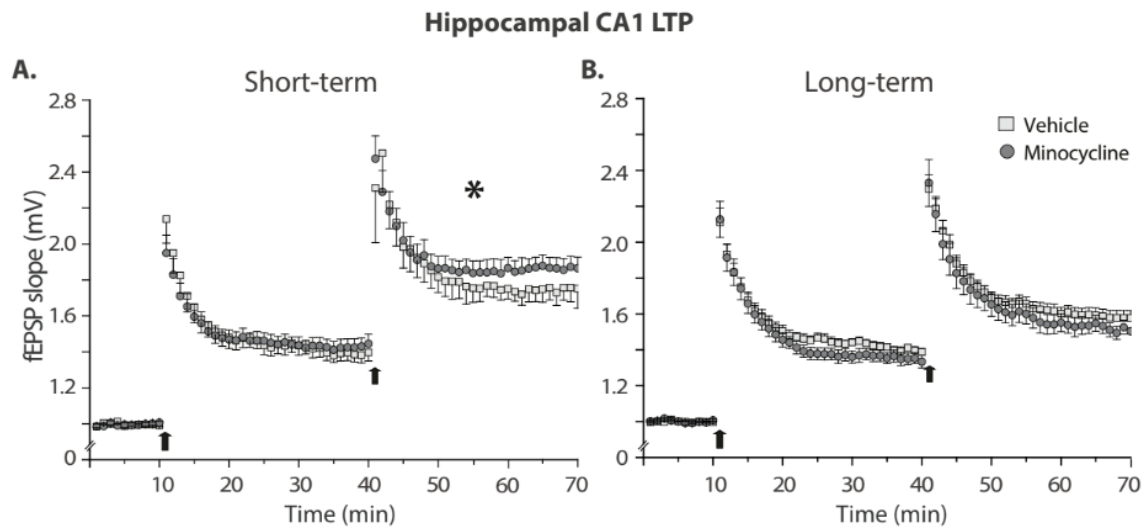 Hippocampal CA1 LTP
A.
Short-term
B.
Long-term
fEPSP slope (mV)
2.8
2.4
2.0
1.6
1.2
0
10
20
30
40
50
60
70
Time (min)
*
2.8
2.4
2.0
1.6
1.2
0
10
20
30
40
50
60
70
Time (min)
Vehicle
Minocycline